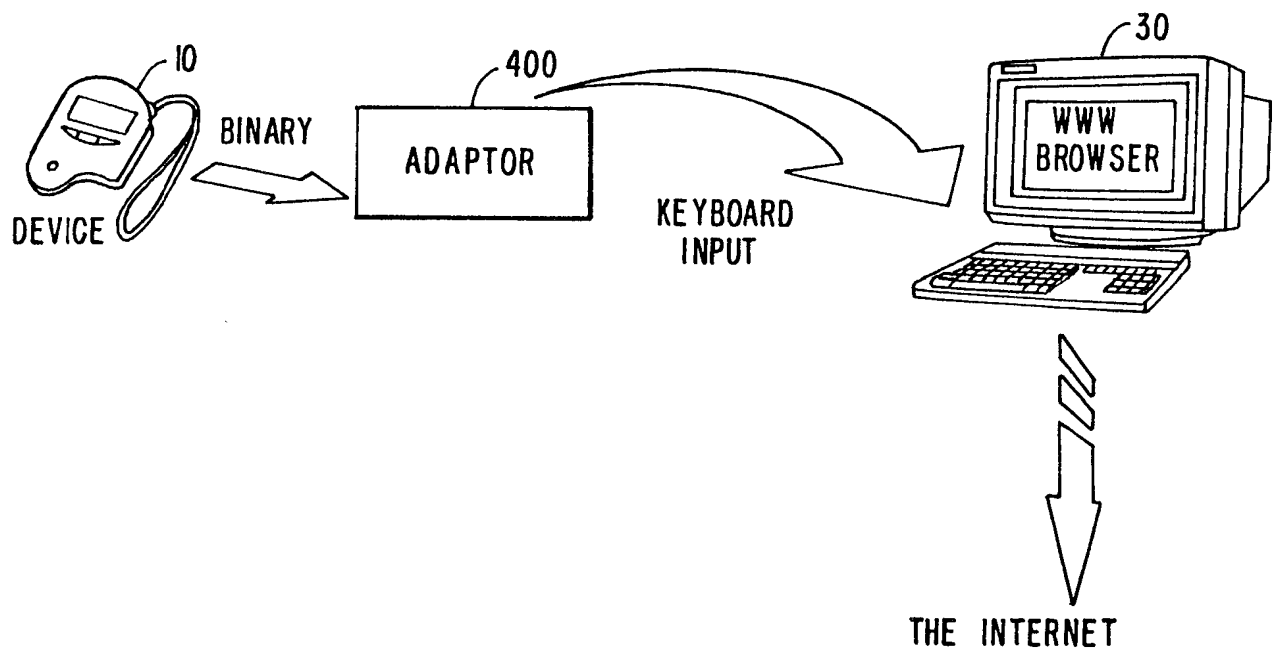 10
DEVICE
BINARY
400
ADAPTOR
KEYBOARD
INPUT
30
WWW
BROWSER
THE INTERNET